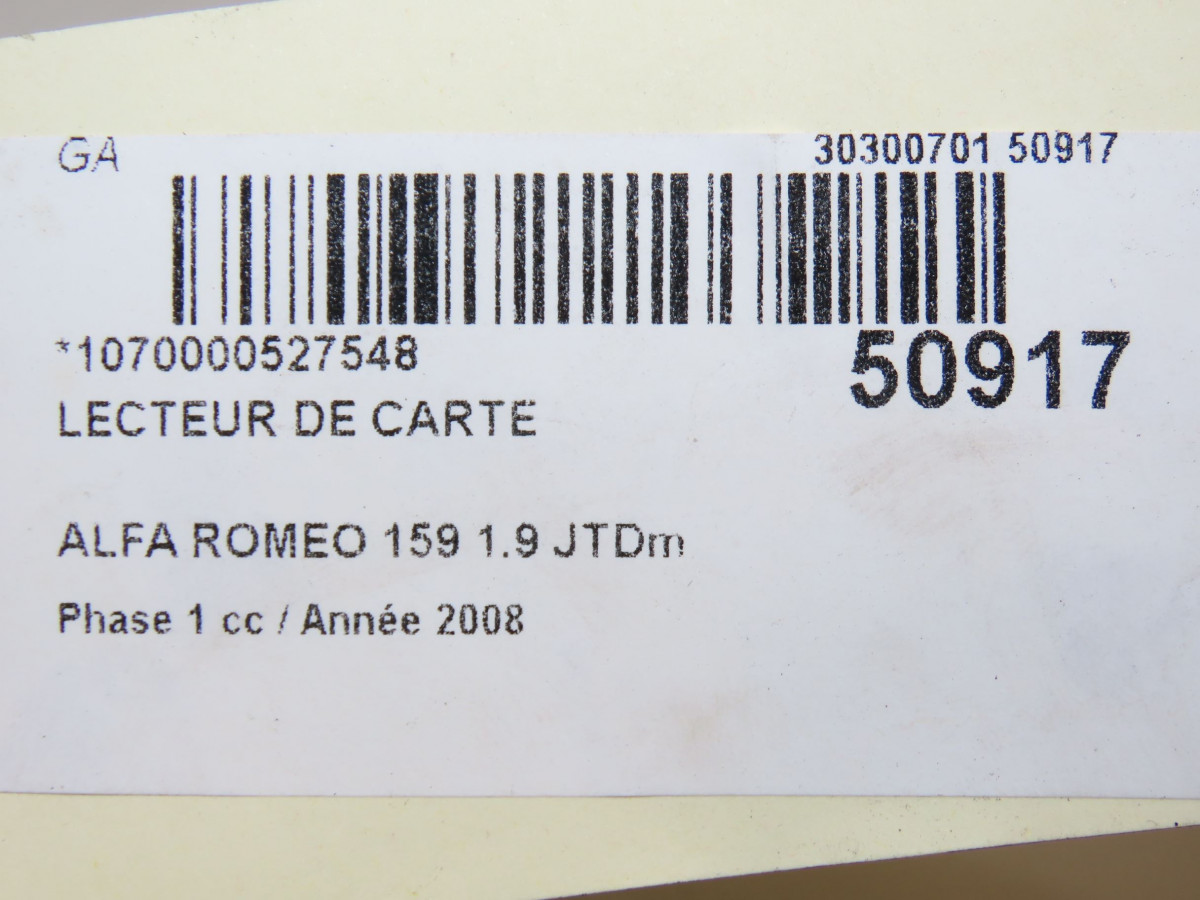 GA
30300701 50917
*1070000527548
50917
LECTEUR DE CARTE
ALFA ROMEO 159 1.9 JTDm
Phase 1 cc / Année 2008